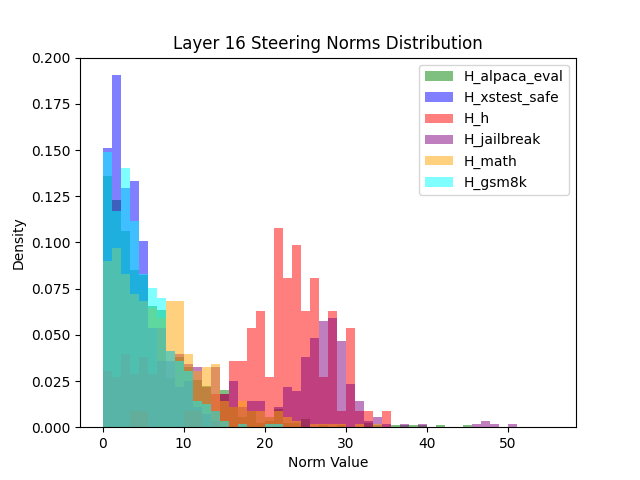 Layer 16 Steering Norms Distribution
0.200
0.175
0.150
0.125
0.100
0.075
0.050
0.025
0.000
Density
H_alpaca_eval
H_xstest_safe
H_h
H_jailbreak
H_math
H_gsm8k
0 10 20 30 40 50
Norm Value